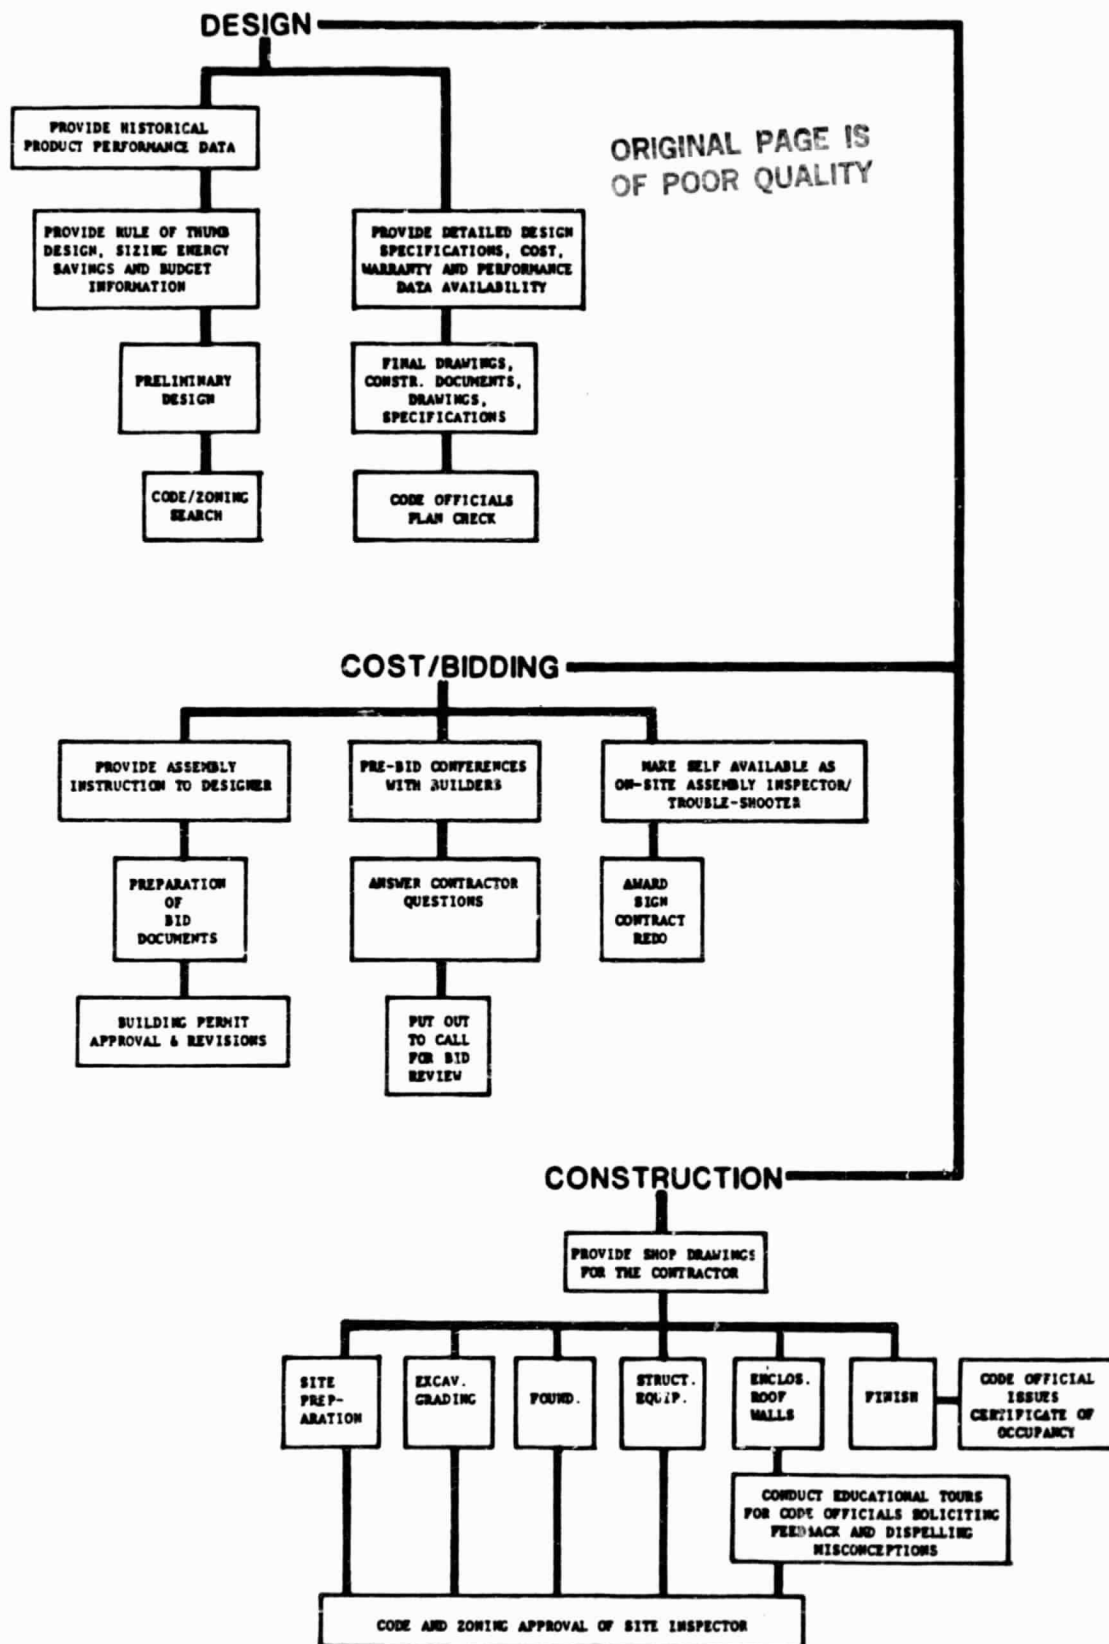 DESIGN
ORIGINAL PAGE IS
OF POOR QUALITY
PROVIDE HISTORICAL
PRODUCT PERFORMANCE DATA
PROVIDE RULE OF THUMB
DESIGN, SIZING ENERGY
SAVINGS AND BUDGET
INFORMATION
PROVIDE DETAILED DESIGN
SPECIFICATIONS, COST,
WARRANTY AND PERFORMANCE
DATA AVAILABILITY
PRELIMINARY
DESIGN
FINAL DRAWINGS,
CONSTR. DOCUMENTS,
DRAWINGS,
SPECIFICATIONS
CODE/ZONING
SEARCH
CODE OFFICIALS
PLAN CHECK
COST/BIDDING
PROVIDE ASSEMBLY
INSTRUCTION TO DESIGNER
PRE-BID CONFERENCES
WITH BUILDERS
MAKE SELF AVAILABLE AS
ON-SITE ASSEMBLY INSPECTOR/
TROUBLE-SHOOTER
PREPARATION
OF
BID
DOCUMENTS
ANSWER CONTRACTOR
QUESTIONS
AWARD
SIGN
CONTRACT
REDO
BUILDING PERMIT
APPROVAL & REVISIONS
PUT OUT
TO CALL
FOR BID
REVIEW
CONSTRUCTION
PROVIDE SHOP DRAWINGS
FOR THE CONTRACTOR
SITE
PREP-
ARATION
EXCAV.
GRADING
FOUND.
STRUCT.
EQUIP.
ENCLOS.
ROOF
WALLS
FINISH
CODE OFFICIAL
ISSUES
CERTIFICATE OF
OCCUPANCY
CONDUCT EDUCATIONAL TOURS
FOR CODE OFFICIALS SOLICITING
FEEDBACK AND DISPELLING
MISCONCEPTIONS
CODE AND ZONING APPROVAL OF SITE INSPECTOR